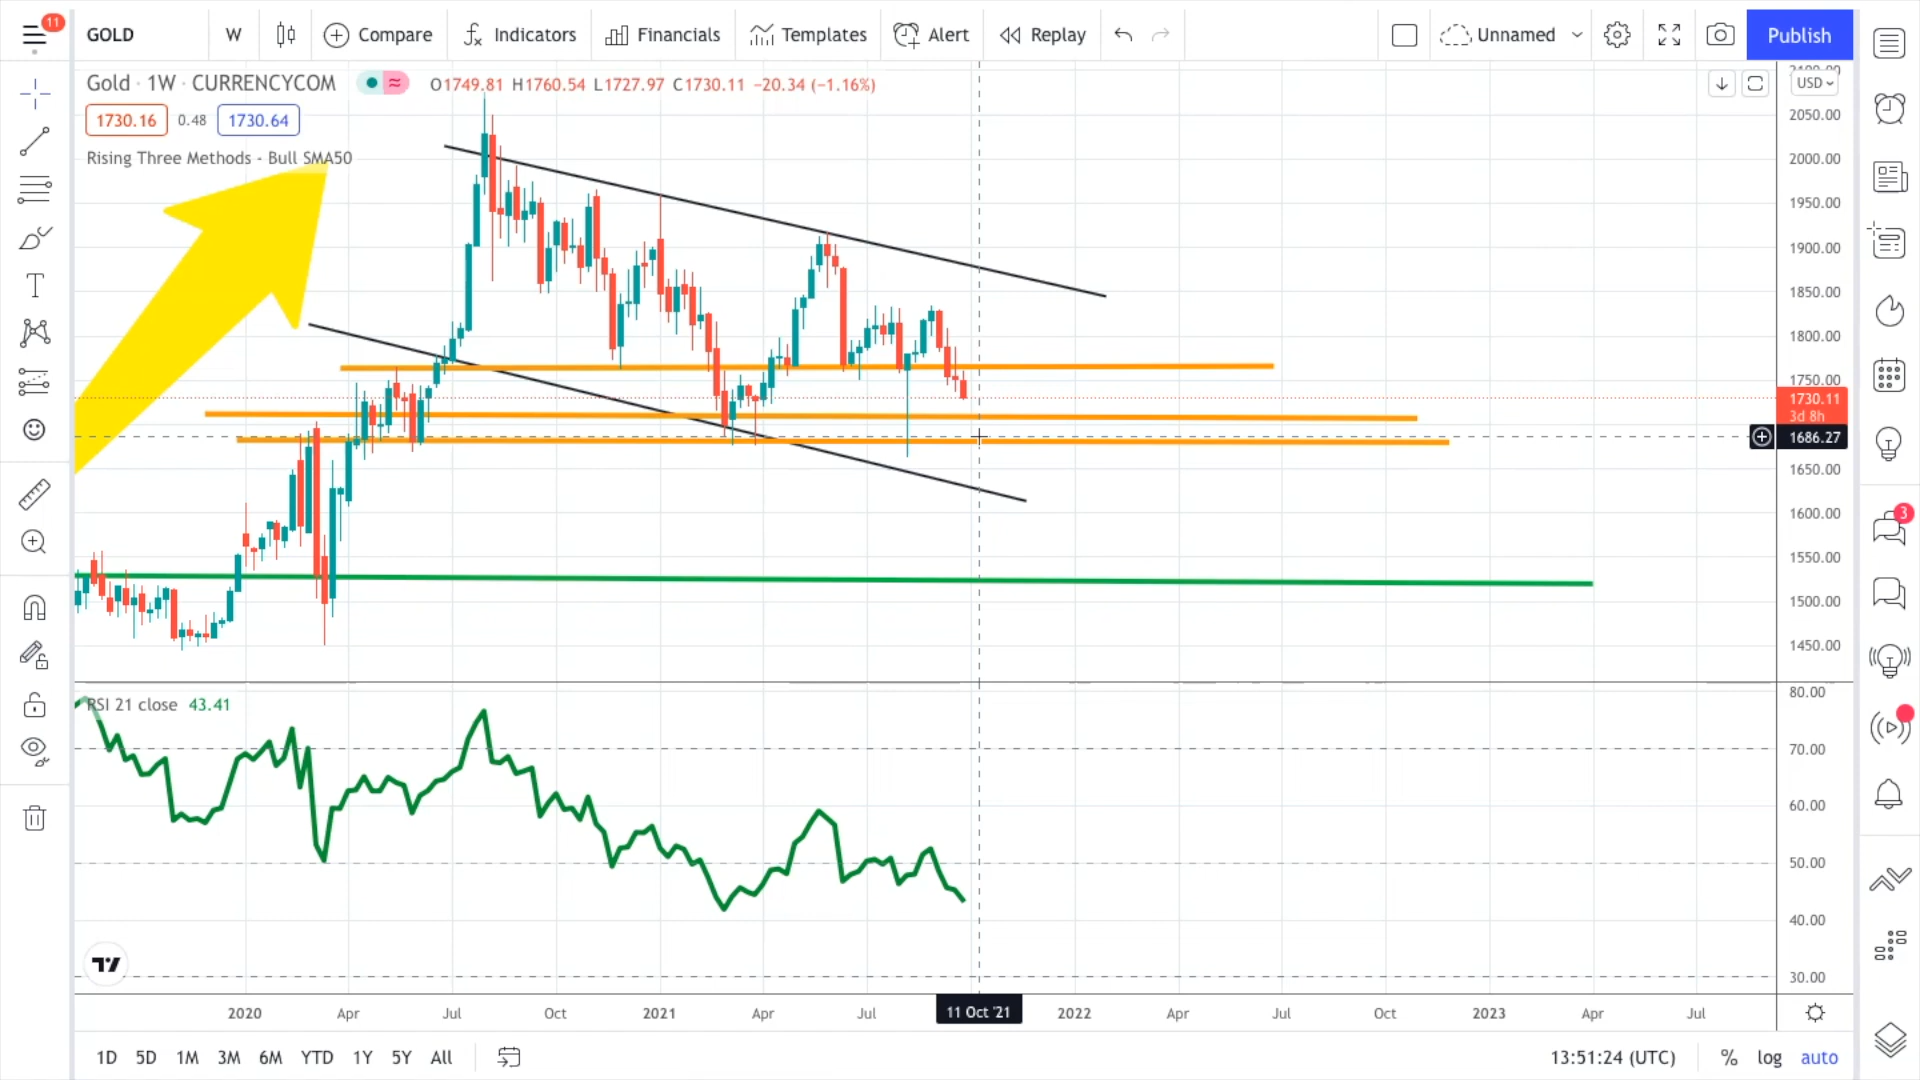 11
GOLD
W
Compare
Indicators
Financials
Templates
Alert
Replay
Unnamed
Publish
Gold · 1W · CURRENCYCOM
O1749.81 H1760.54 L1727.97 C1730.11 −20.34 (−1.16%)
1730.16 0.48 1730.64
Rising Three Methods - Bull SMA50
2100.00
USD
2050.00
2000.00
1950.00
1900.00
1850.00
1800.00
1750.00
1730.11
3d 8h
1686.27
1650.00
1600.00
1550.00
1500.00
1450.00
3
RSI 21 close 43.41
80.00
70.00
60.00
50.00
40.00
30.00
2020 Apr Jul Oct 2021 Apr Jul 11 Oct '21 2022 Apr Jul Oct 2023 Apr Jul
1D 5D 1M 3M 6M YTD 1Y 5Y All
13:51:24 (UTC) % log auto